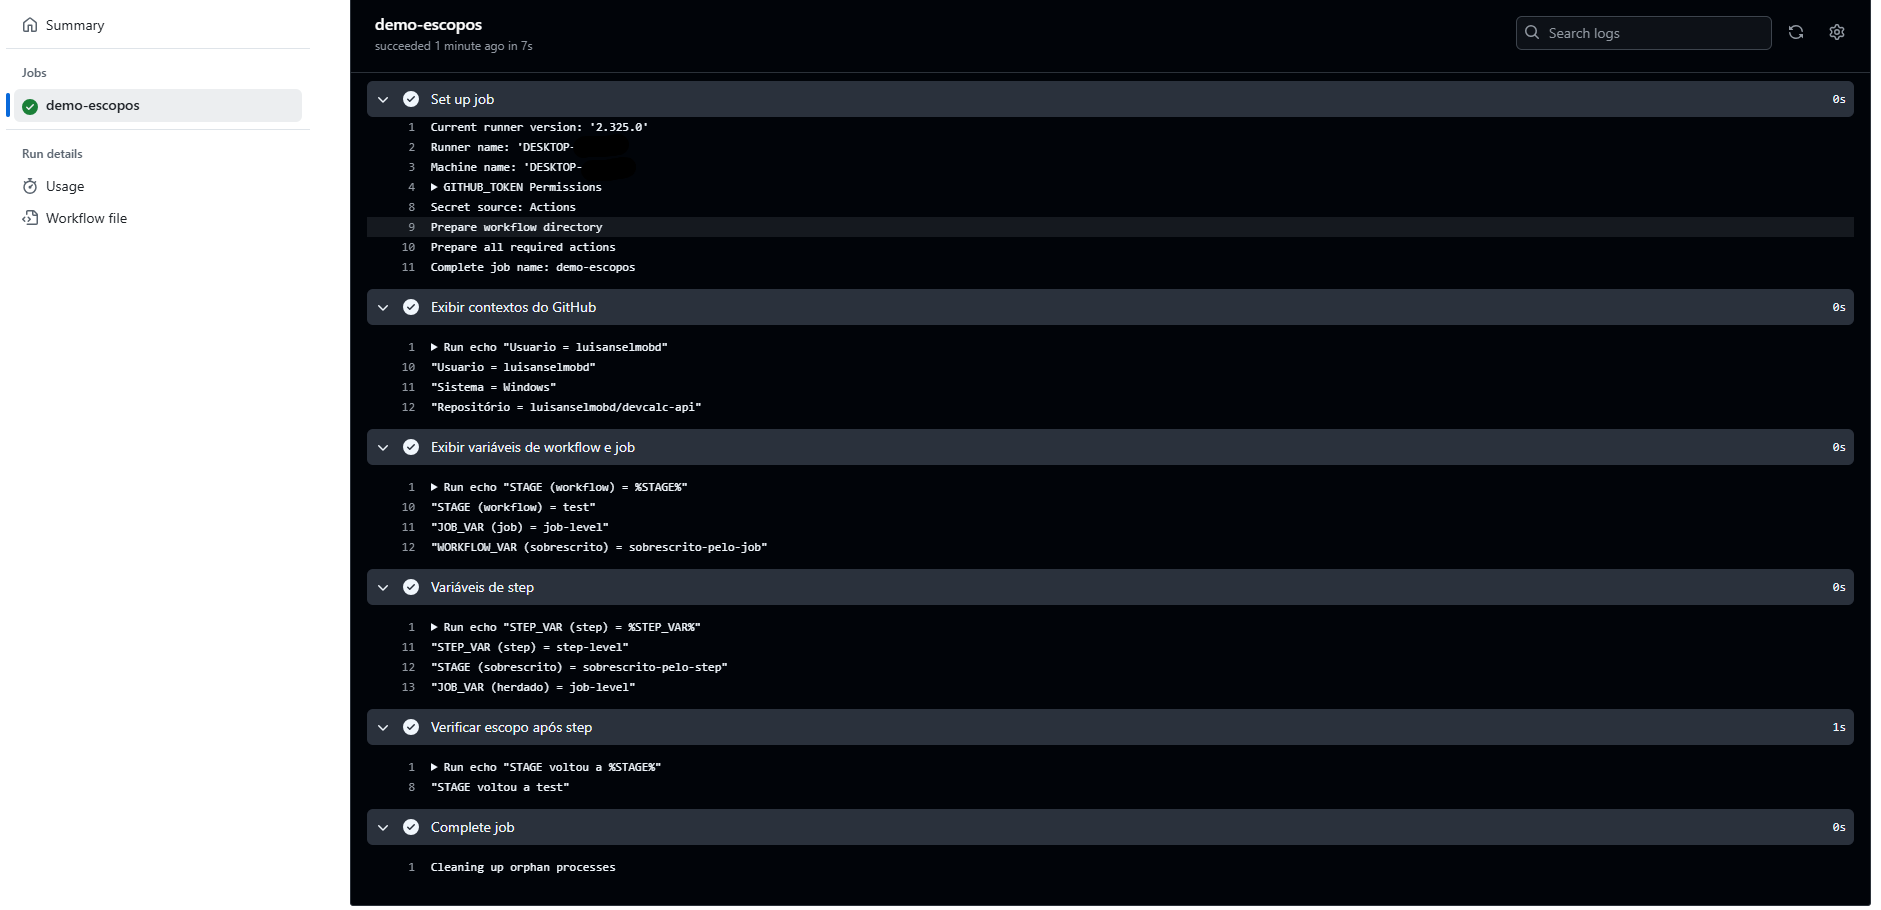 Summary
Jobs
demo-escopos
Run details
Usage
Workflow file
demo-escopos
succeeded 1 minute ago in 7s
Search logs
Set up job 0s
1 Current runner version: '2.325.0'
2 Runner name: 'DESKTOP-
3 Machine name: 'DESKTOP-
4 GITHUB_TOKEN Permissions
8 Secret source: Actions
9 Prepare workflow directory
10 Prepare all required actions
11 Complete job name: demo-escopos
Exibir contextos do GitHub 0s
1 Run echo "Usuario = luisanselmobd"
10 "Usuario = luisanselmobd"
11 "Sistema = Windows"
12 "Repositório = luisanselmobd/devcalc-api"
Exibir variáveis de workflow e job 0s
1 Run echo "STAGE (workflow) = %STAGE%"
10 "STAGE (workflow) = test"
11 "JOB_VAR (job) = job-level"
12 "WORKFLOW_VAR (sobrescrito) = sobrescrito-pelo-job"
Variáveis de step 0s
1 Run echo "STEP_VAR (step) = %STEP_VAR%"
11 "STEP_VAR (step) = step-level"
12 "STAGE (sobrescrito) = sobrescrito-pelo-step"
13 "JOB_VAR (herdado) = job-level"
Verificar escopo após step 1s
1 Run echo "STAGE voltou a %STAGE%"
8 "STAGE voltou a test"
Complete job 0s
1 Cleaning up orphan processes